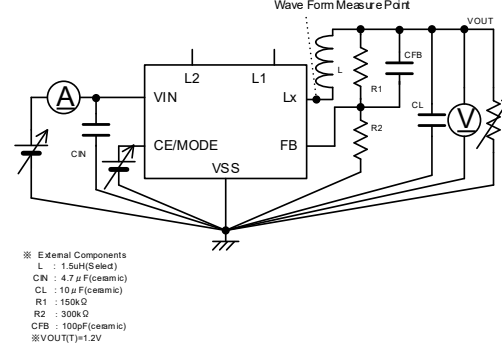 Wave Form Measure Point
VOUT
L2
L1
CFB
L
R1
A
VIN
Lx
CL
V
CIN
CE/MODE
FB
R2
VSS
※ External Components
L : 1.5uH(Select)
CIN : 4.7μF(ceramic)
CL : 10μF(ceramic)
R1 : 150kΩ
R2 : 300kΩ
CFB : 100pF(ceramic)
※VOUT(T)=1.2V